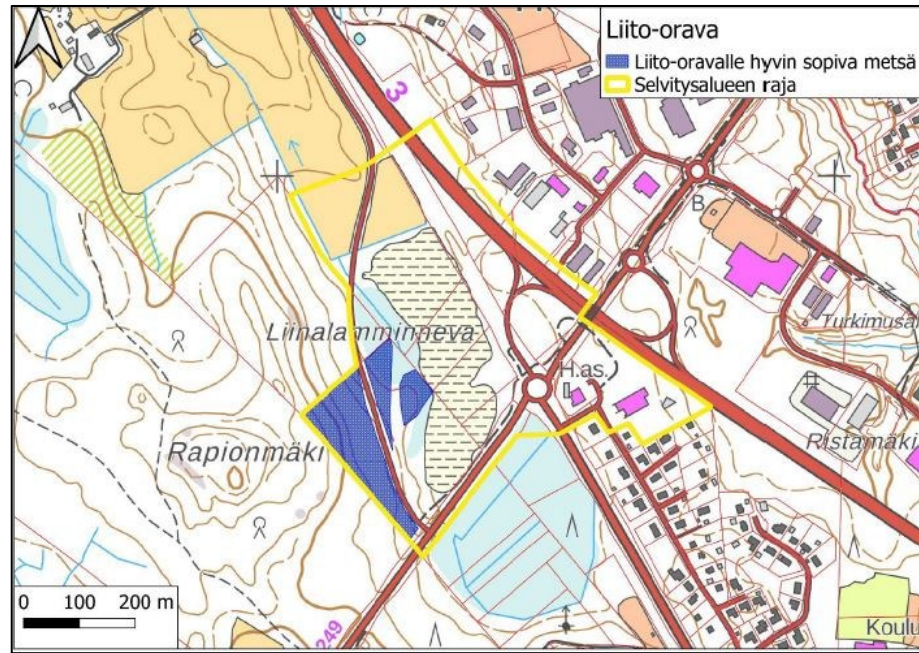 Liito-orava
Liito-oravalle hyvin sopiva metsä
Selvitysalueen raja
3
B
Liinalamminneva
Turkimusa
H.as.
Rapionmäki
Ristamäki
0 100 200 m
249
Koulu